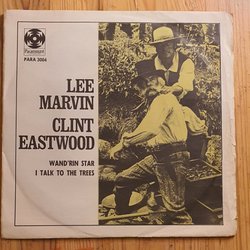 Paramount
PARA 3004
LEE
MARVIN
CLINT
EASTWOOD
WAND'RIN STAR
I TALK TO THE TREES